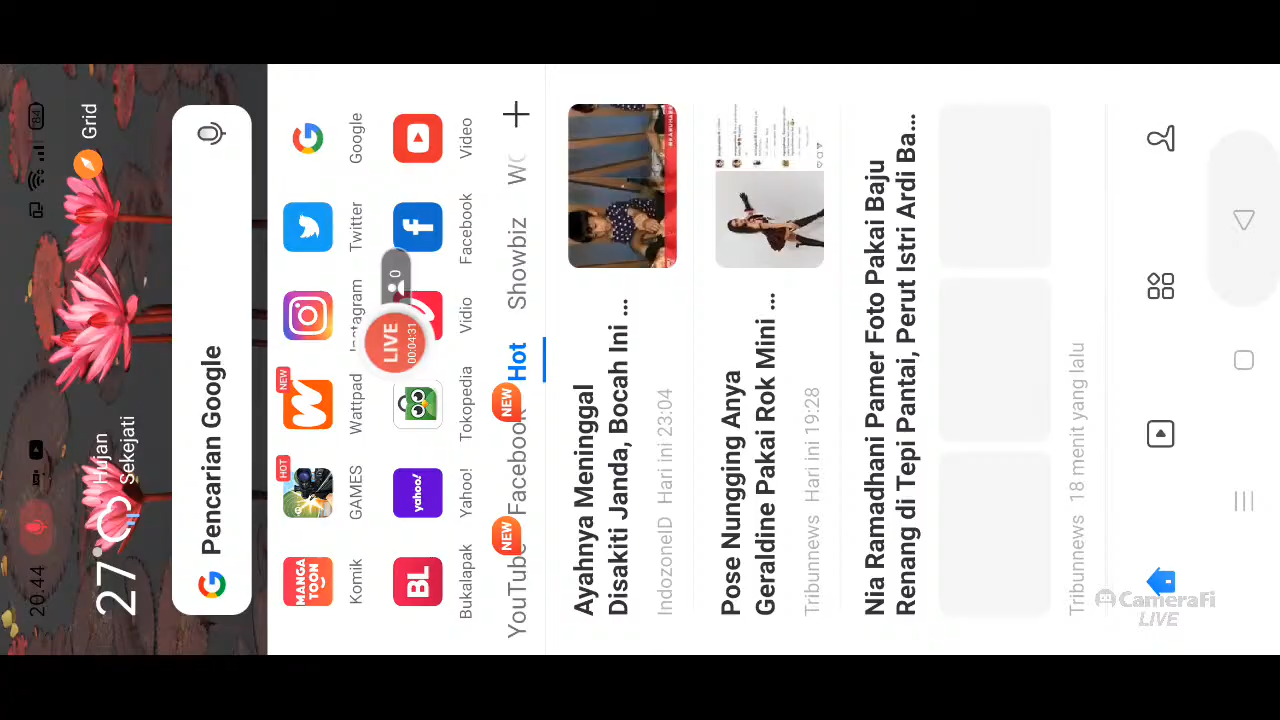 20.44
84
27°
Hujan
Sekejati
Grid
Pencarian Google
MANGA
TOON
HOT
NEW
Komik
GAMES
Wattpad
Instagram
Twitter
Google
BL
yahoo!
Bukalapak
Yahoo!
Tokopedia
Vidio
Facebook
Video
LIVE
00:04:31
0
YouTube
NEW
Facebook
NEW
Hot
Showbiz
Ayahnya Meninggal
Disakiti Janda, Bocah Ini ...
IndozoneID Hari ini 23:04
Pose Nungging Anya
Geraldine Pakai Rok Mini ...
Tribunnews Hari ini 19:28
Nia Ramadhani Pamer Foto Pakai Baju
Renang di Tepi Pantai, Perut Istri Ardi Ba...
Tribunnews 18 menit yang lalu
CameraFi
LIVE